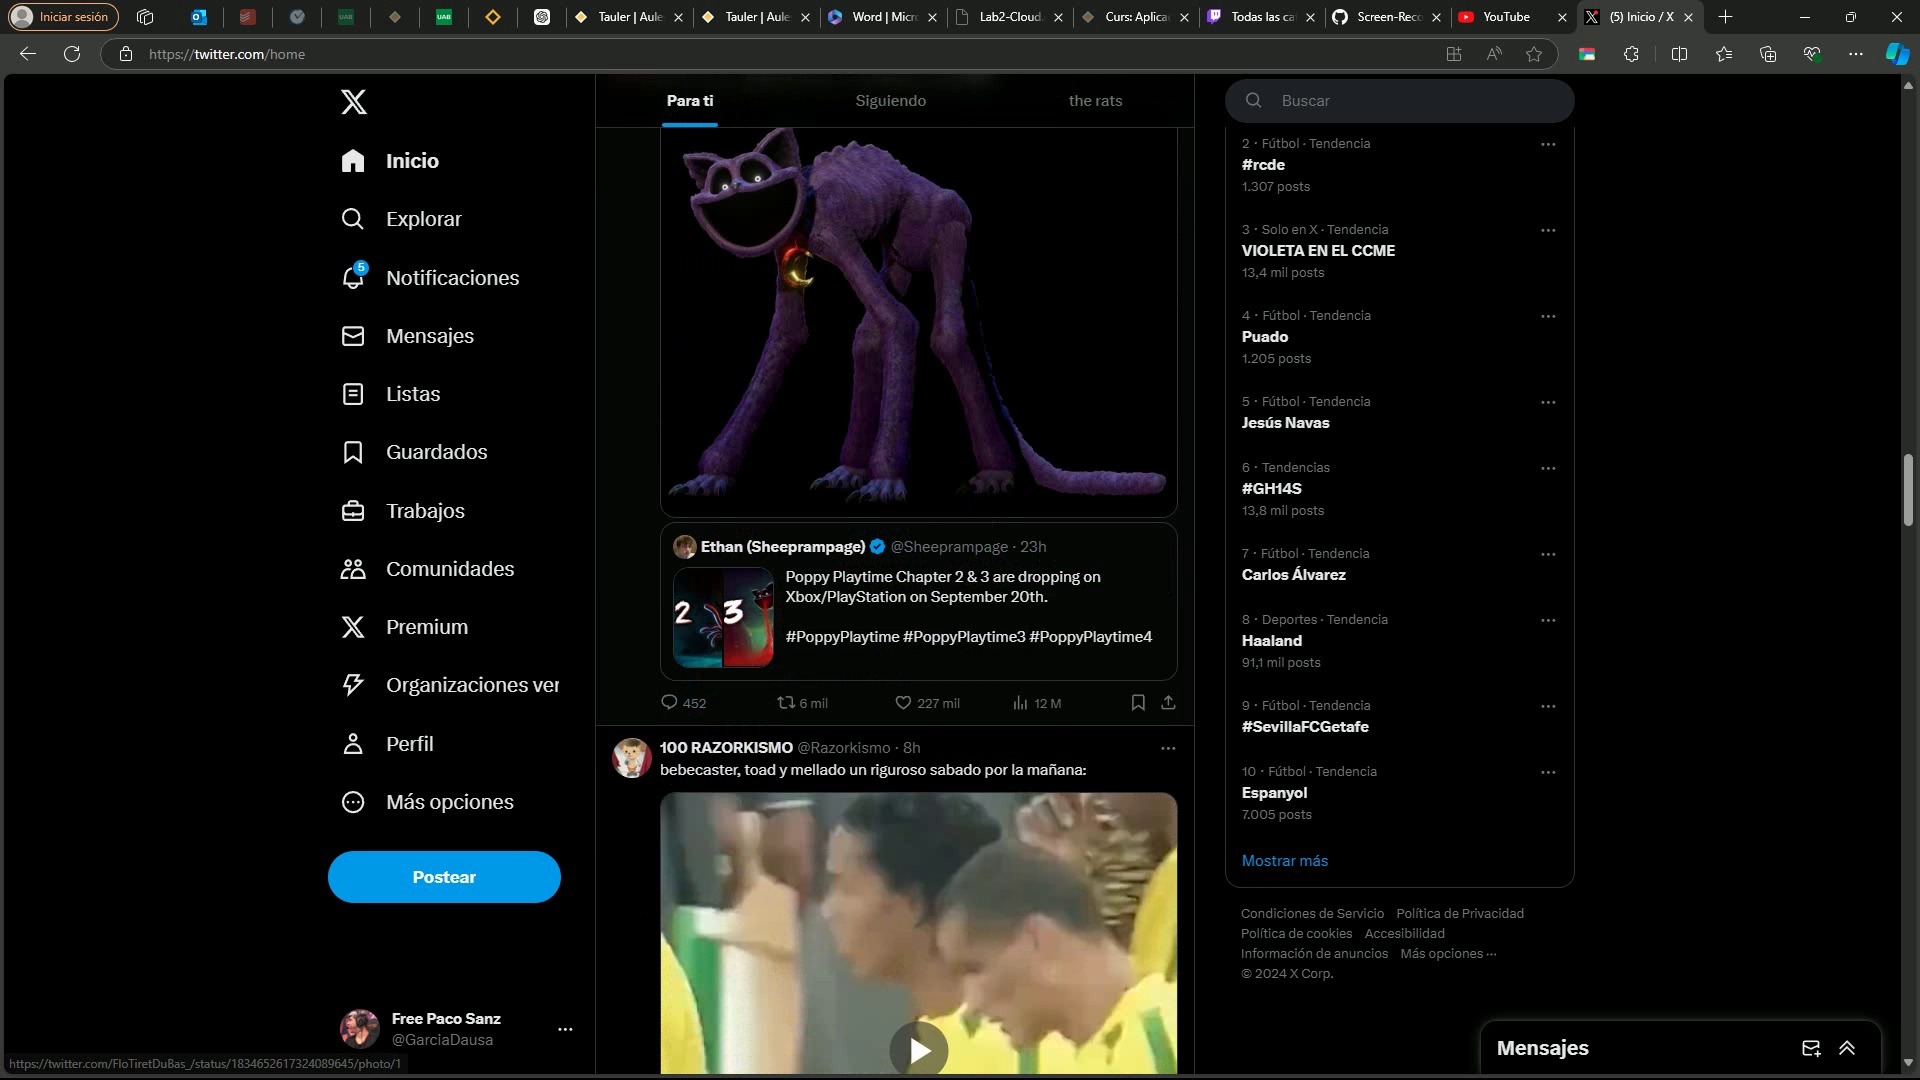 Iniciar sesión
Tauler | Aule
Tauler | Aule
Word | Micr
Lab2-Cloud.
Curs: Aplica
Todas las ca
Screen-Reco
YouTube
(5) Inicio / X
https://twitter.com/home
Para ti
Siguiendo
the rats
Buscar
Inicio
Explorar
5
Notificaciones
Mensajes
Listas
Guardados
Trabajos
Comunidades
Premium
Organizaciones ver
Perfil
Más opciones
Postear
Free Paco Sanz
@GarciaDausa
https://twitter.com/FloTiretDuBas_/status/1834652617324089645/photo/1
Ethan (Sheeprampage) @Sheeprampage · 23h
2 3
Poppy Playtime Chapter 2 & 3 are dropping on
Xbox/PlayStation on September 20th.
#PoppyPlaytime #PoppyPlaytime3 #PoppyPlaytime4
452
6 mil
227 mil
12 M
100 RAZORKISMO @Razorkismo · 8h
bebecaster, toad y mellado un riguroso sabado por la mañana:
2 · Fútbol · Tendencia
#rcde
1.307 posts
3 · Solo en X · Tendencia
VIOLETA EN EL CCME
13,4 mil posts
4 · Fútbol · Tendencia
Puado
1.205 posts
5 · Fútbol · Tendencia
Jesús Navas
6 · Tendencias
#GH14S
13,8 mil posts
7 · Fútbol · Tendencia
Carlos Álvarez
8 · Deportes · Tendencia
Haaland
91,1 mil posts
9 · Fútbol · Tendencia
#SevillaFCGetafe
10 · Fútbol · Tendencia
Espanyol
7.005 posts
Mostrar más
Condiciones de Servicio Política de Privacidad
Política de cookies Accesibilidad
Información de anuncios Más opciones ···
© 2024 X Corp.
Mensajes